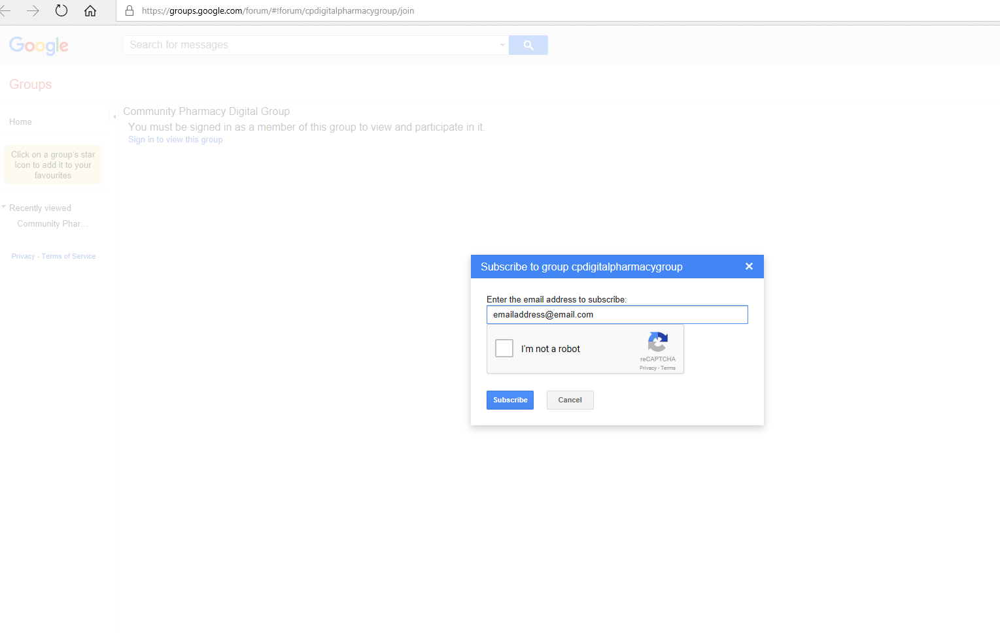 https://groups.google.com/forum/#!forum/cpdigitalpharmacygroup/join
Google
Search for messages
Groups
Home
Click on a group's star
icon to add it to your
favourites
Recently viewed
Community Phar...
Privacy - Terms of Service
Community Pharmacy Digital Group
You must be signed in as a member of this group to view and participate in it.
Sign in to view this group
Subscribe to group cpdigitalpharmacygroup
Enter the email address to subscribe:
emailaddress@email.com
I'm not a robot
reCAPTCHA
Privacy - Terms
Subscribe
Cancel